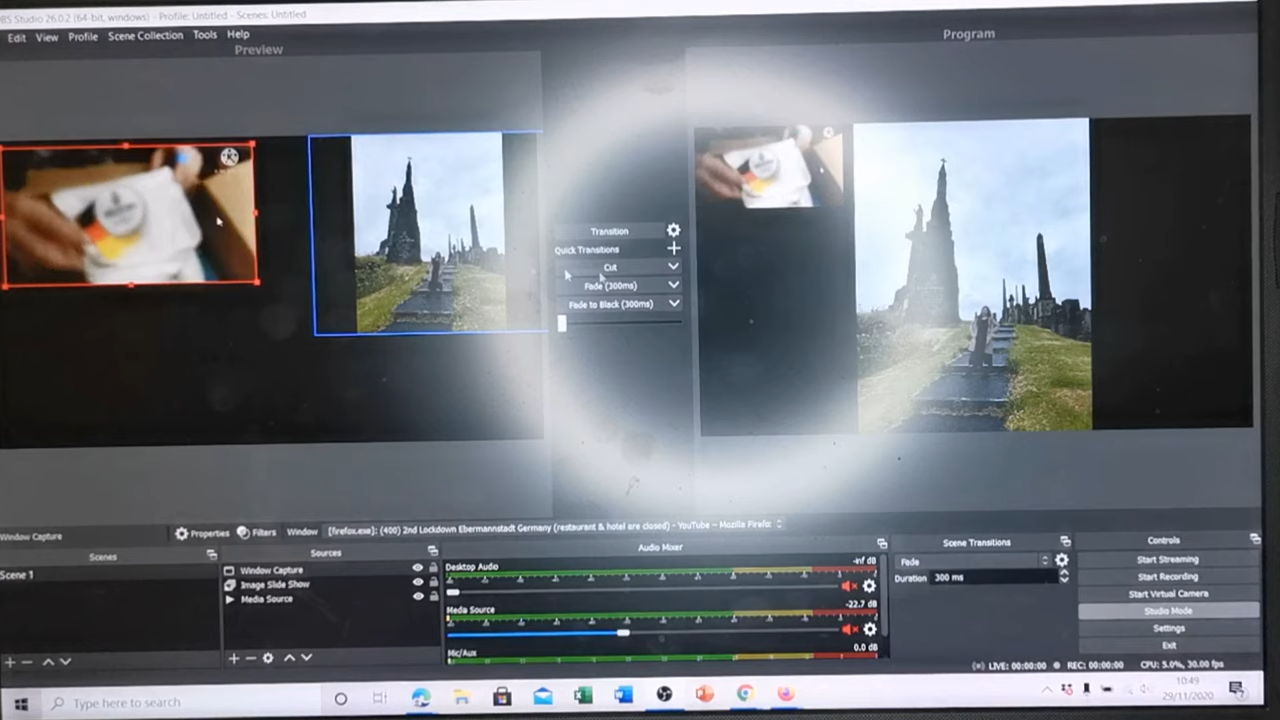 BS Studio 26.0.2 (64-bit, windows) - Profile: Untitled - Scenes: Untitled
Edit View Profile Scene Collection Tools Help
Preview
Program
Transition
Quick Transitions
Cut
Fade (300ms)
Fade to Black (300ms)
Window Capture
Properties
Filters
Window
[firefox.exe]: (400) 2nd Lockdown Ebermannstadt Germany (restaurant & hotel are closed) - YouTube – Mozilla Firefo:
Scenes
Scene 1
Sources
Window Capture
Image Slide Show
Media Source
Audio Mixer
Desktop Audio
-inf dB
Media Source
-22.7 dB
Mic/Aux
0.0 dB
Scene Transitions
Fade
Duration 300 ms
Controls
Start Streaming
Start Recording
Start Virtual Camera
Studio Mode
Settings
Exit
LIVE: 00:00:00
REC: 00:00:00
CPU: 5.0%, 30.00 fps
Type here to search
10:49
29/11/2020